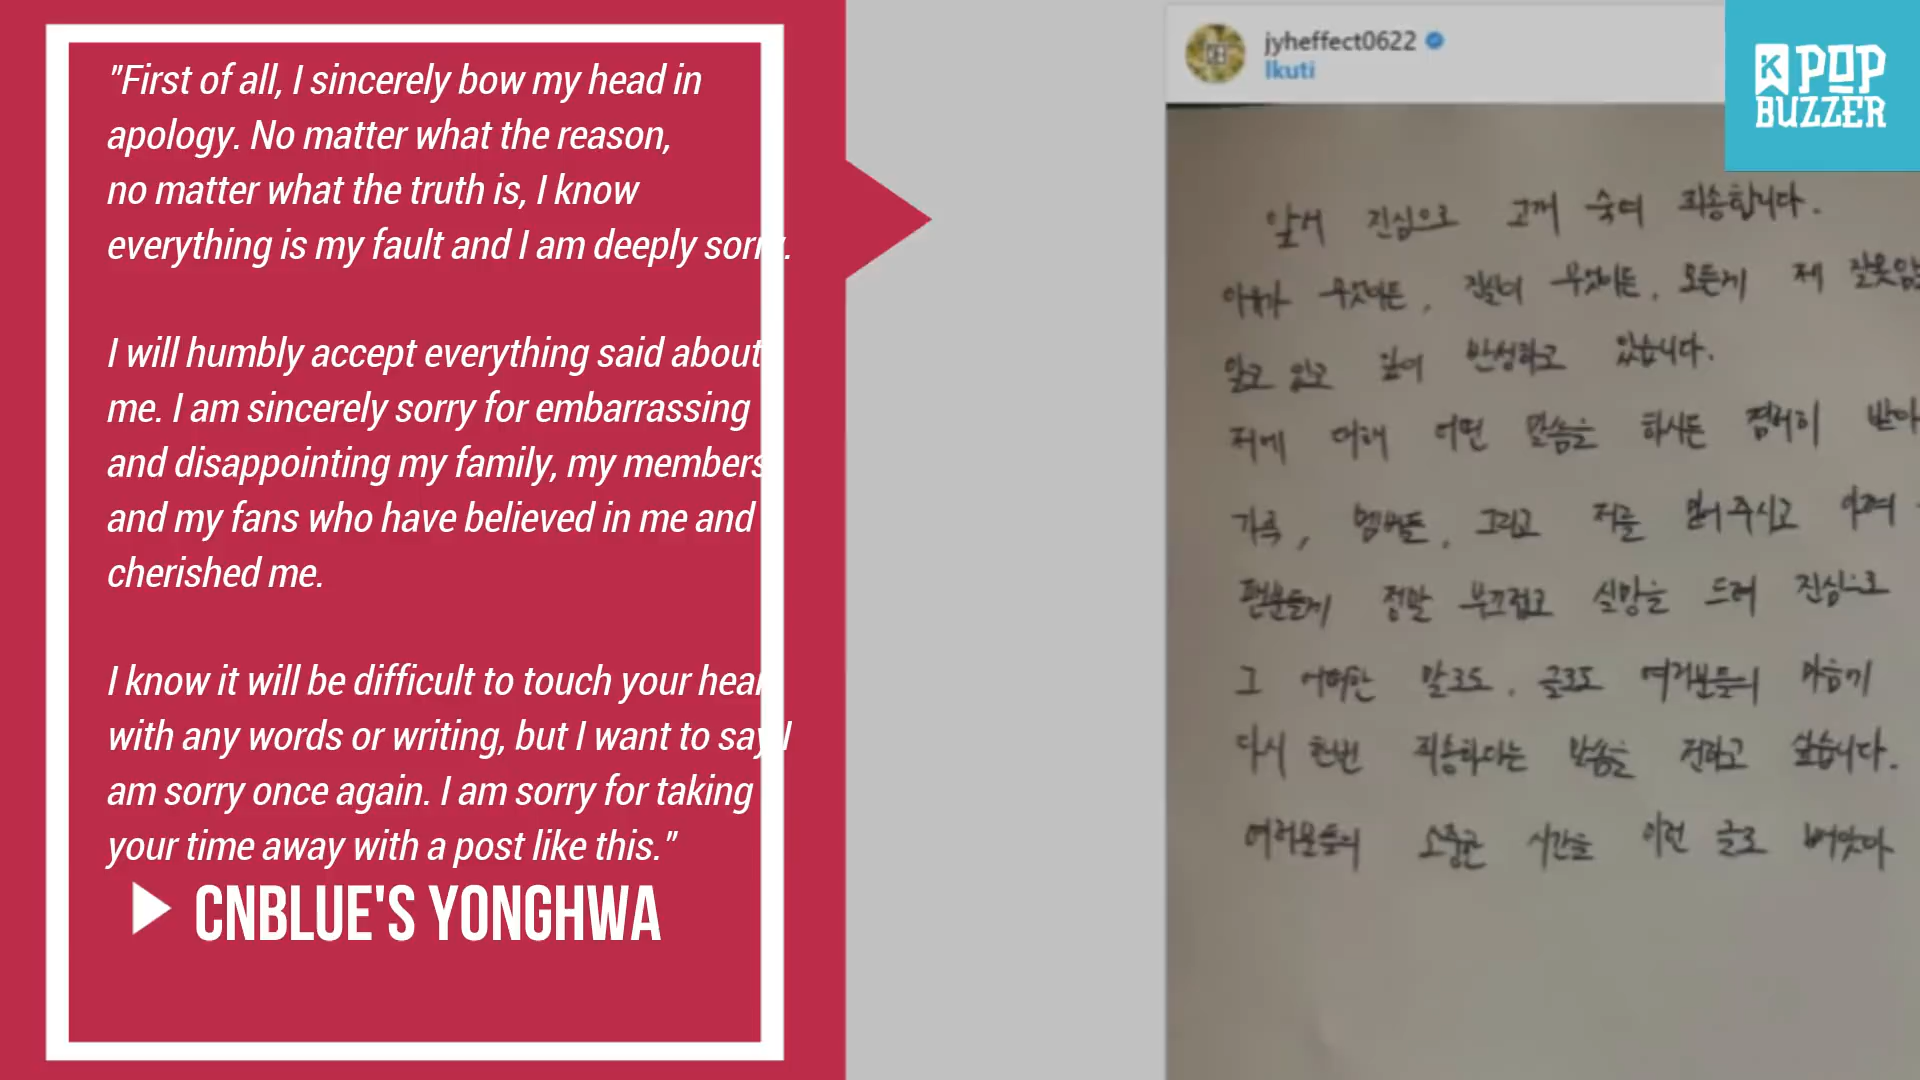 "First of all, I sincerely bow my head in
apology. No matter what the reason,
no matter what the truth is, I know
everything is my fault and I am deeply sorry.
I will humbly accept everything said about
me. I am sincerely sorry for embarrassing
and disappointing my family, my members
and my fans who have believed in me and
cherished me.
I know it will be difficult to touch your hear
with any words or writing, but I want to say I
am sorry once again. I am sorry for taking
your time away with a post like this."
CNBLUE'S YONGHWA
jyheffect0622
Ikuti
K POP
BUZZER
앞서 진심으로 고개 숙여 죄송합니다.
이유가 무엇이든, 진실이 무엇이든, 모든게 제 잘못임을
알고 있고 깊이 반성하고 있습니다.
저에 대해 어떤 말씀을 하시든 겸허히 받아
가족, 멤버들, 그리고 저를 믿어주시고 아껴
팬분들께 정말 부끄럽고 실망을 드려 진심으로
그 어떠한 말로도, 글로도 여러분들의 마음에
다시 한번 죄송하다는 말씀을 전하고 싶습니다.
여러분들의 소중한 시간을 이런 글로 빼앗다